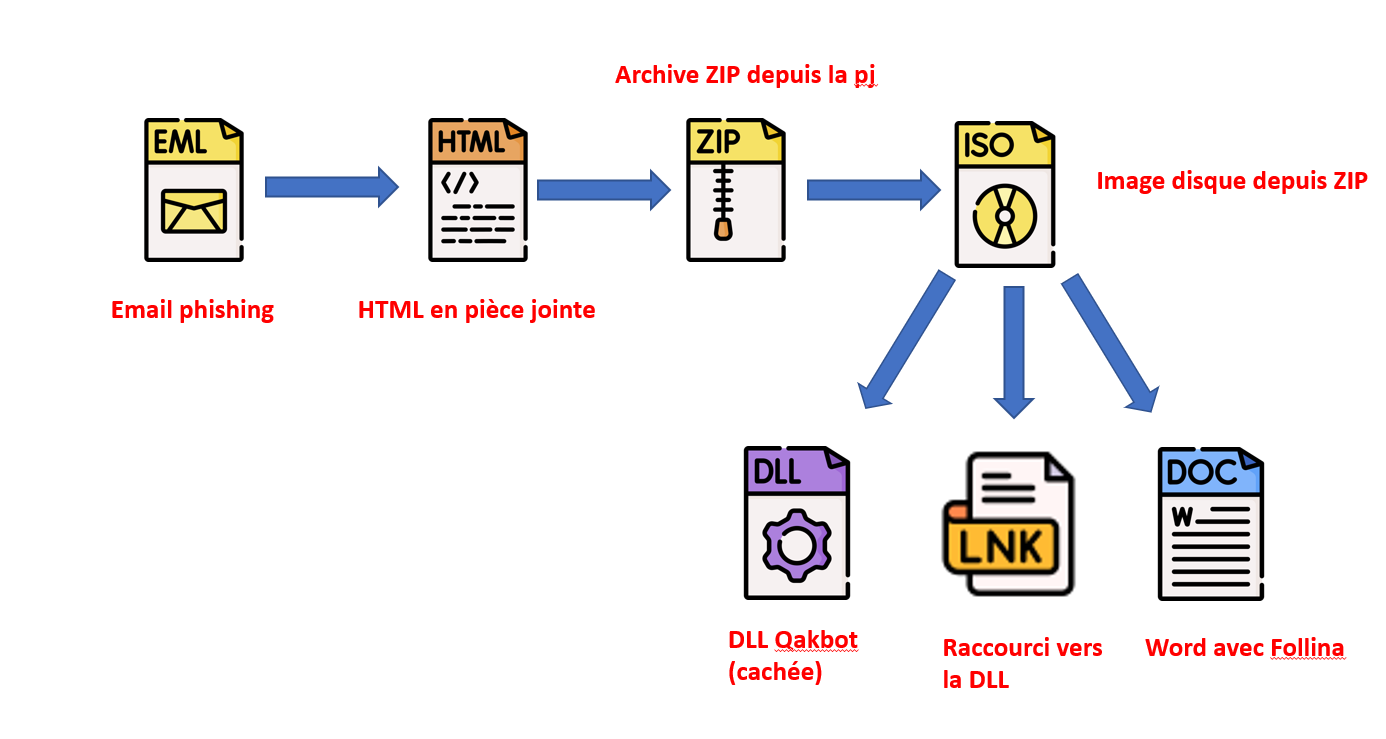 Archive ZIP depuis la pj
EML
HTML
</>
ZIP
ISO
Image disque depuis ZIP
Email phishing
HTML en pièce jointe
DLL
LNK
DOC
W
DLL Qakbot
(cachée)
Raccourci vers
la DLL
Word avec Follina